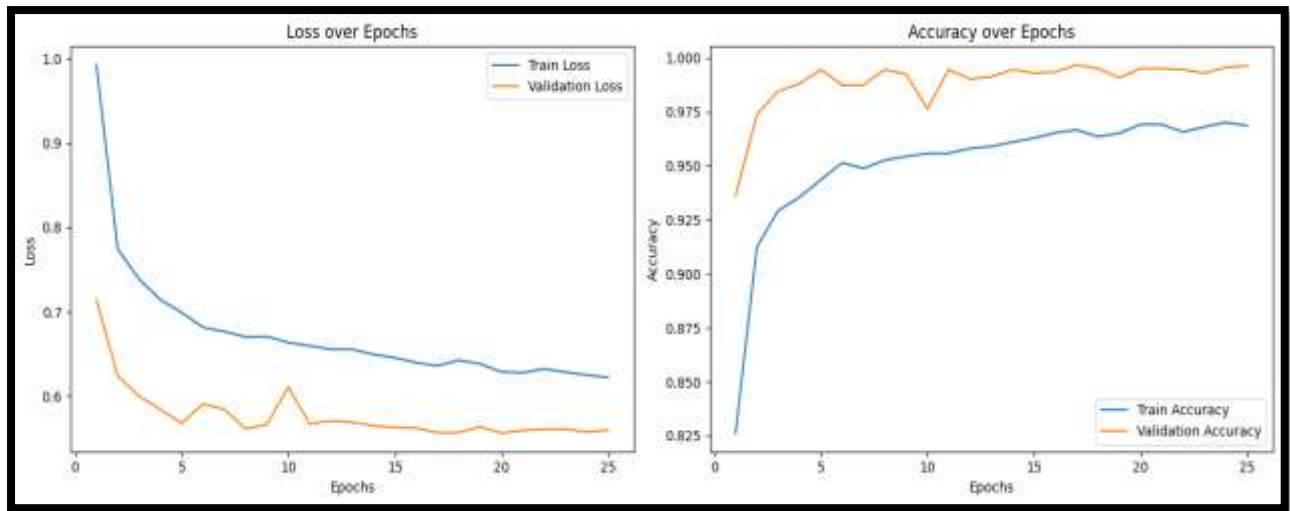 Loss over Epochs
Train Loss
Validation Loss
1.0
0.9
0.8
0.7
0.6
Loss
0 5 10 15 20 25
Epochs
Accuracy over Epochs
1.000
0.975
0.950
0.925
0.900
0.875
0.850
0.825
Accuracy
Train Accuracy
Validation Accuracy
0 5 10 15 20 25
Epochs